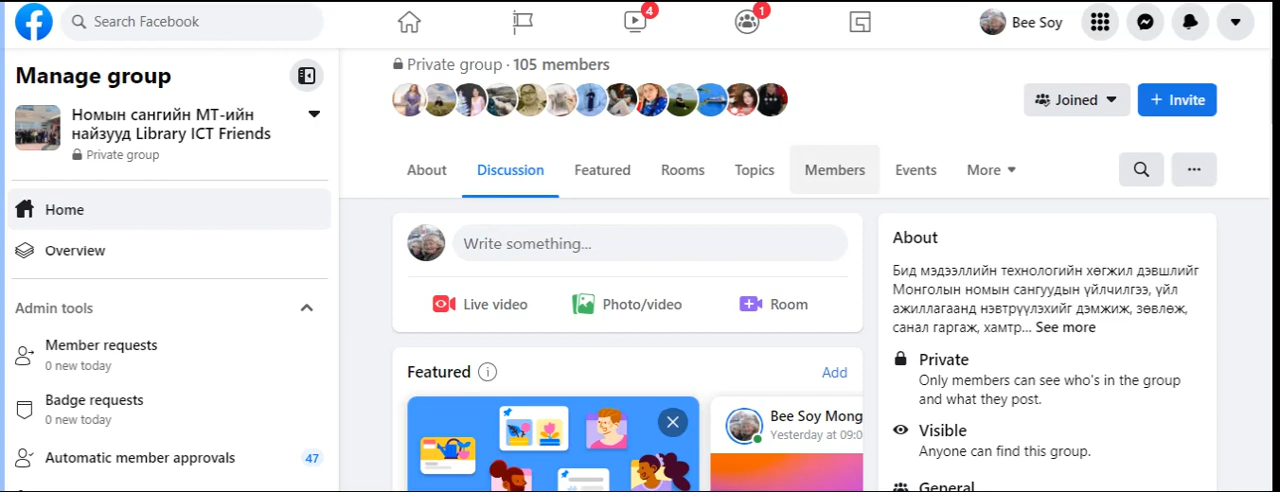 Search Facebook
4
1
Bee Soy
Manage group
Номын сангийн МТ-ийн
найзууд Library ICT Friends
Private group
Home
Overview
Admin tools
Member requests
0 new today
Badge requests
0 new today
Automatic member approvals
47
Private group · 105 members
Joined
+ Invite
About
Discussion
Featured
Rooms
Topics
Members
Events
More
Write something...
Live video
Photo/video
Room
Featured
Add
Bee Soy Mong
Yesterday at 09:0
About
Бид мэдээллийн технологийн хөгжил дэвшлийг
Монголын номын сангуудын үйлчилгээ, үйл
ажиллагаанд нэвтрүүлэхийг дэмжиж, зөвлөж,
санал гаргаж, хамтр... See more
Private
Only members can see who's in the group
and what they post.
Visible
Anyone can find this group.
General